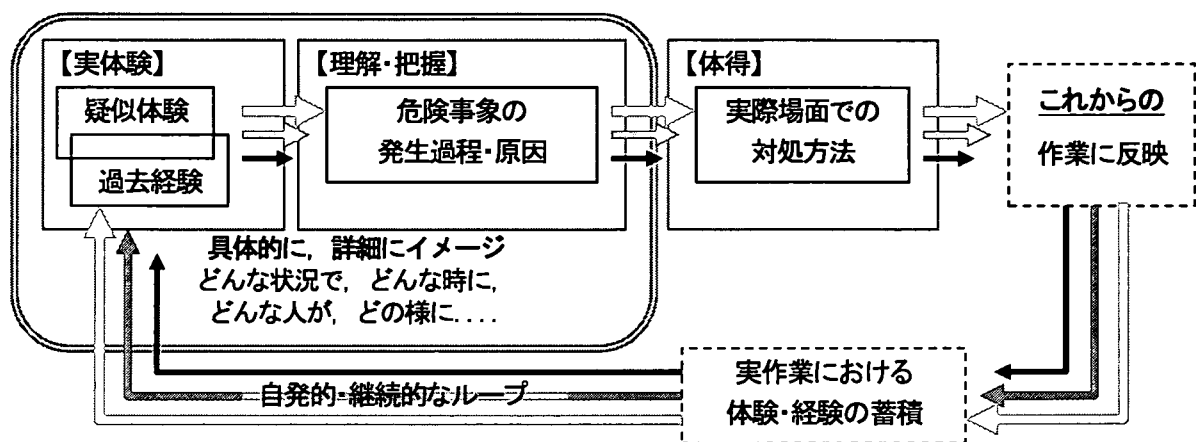 【実体験】
疑似体験
過去経験
【理解・把握】
危険事象の
発生過程・原因
【体得】
実際場面での
対処方法
これからの
作業に反映
具体的に，詳細にイメージ
どんな状況で，どんな時に，
どんな人が，どの様に....
実作業における
体験・経験の蓄積
自発的・継続的なループ